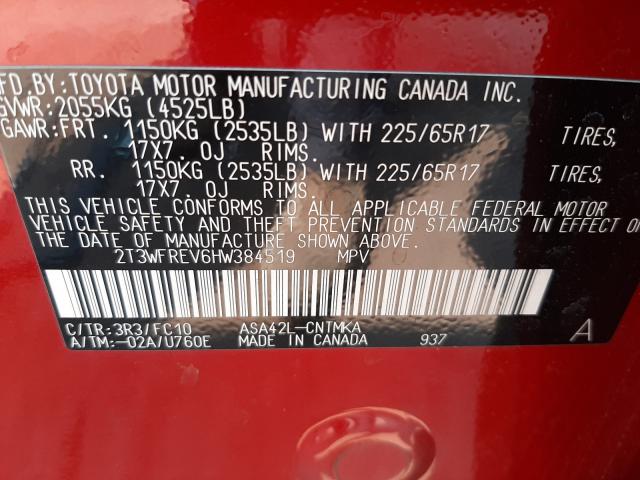 FD.BY:TOYOTA MOTOR MANUFACTURING CANADA INC.
GVWR:2055KG (4525LB)
GAWR:FRT. 1150KG (2535LB) WITH 225/65R17 TIRES,
17X7. OJ RIMS.
RR. 1150KG (2535LB) WITH 225/65R17 TIRES,
17X7. OJ RIMS.
THIS VEHICLE CONFORMS TO ALL APPLICABLE FEDERAL MOTOR
VEHICLE SAFETY AND THEFT PREVENTION STANDARDS IN EFFECT O
THE DATE OF MANUFACTURE SHOWN ABOVE.
2T3WFREV6HW384519 MPV
C/TR:3R3/FC10 ASA42L-CNTMKA
A/TM:-02A/U760E MADE IN CANADA 937 A